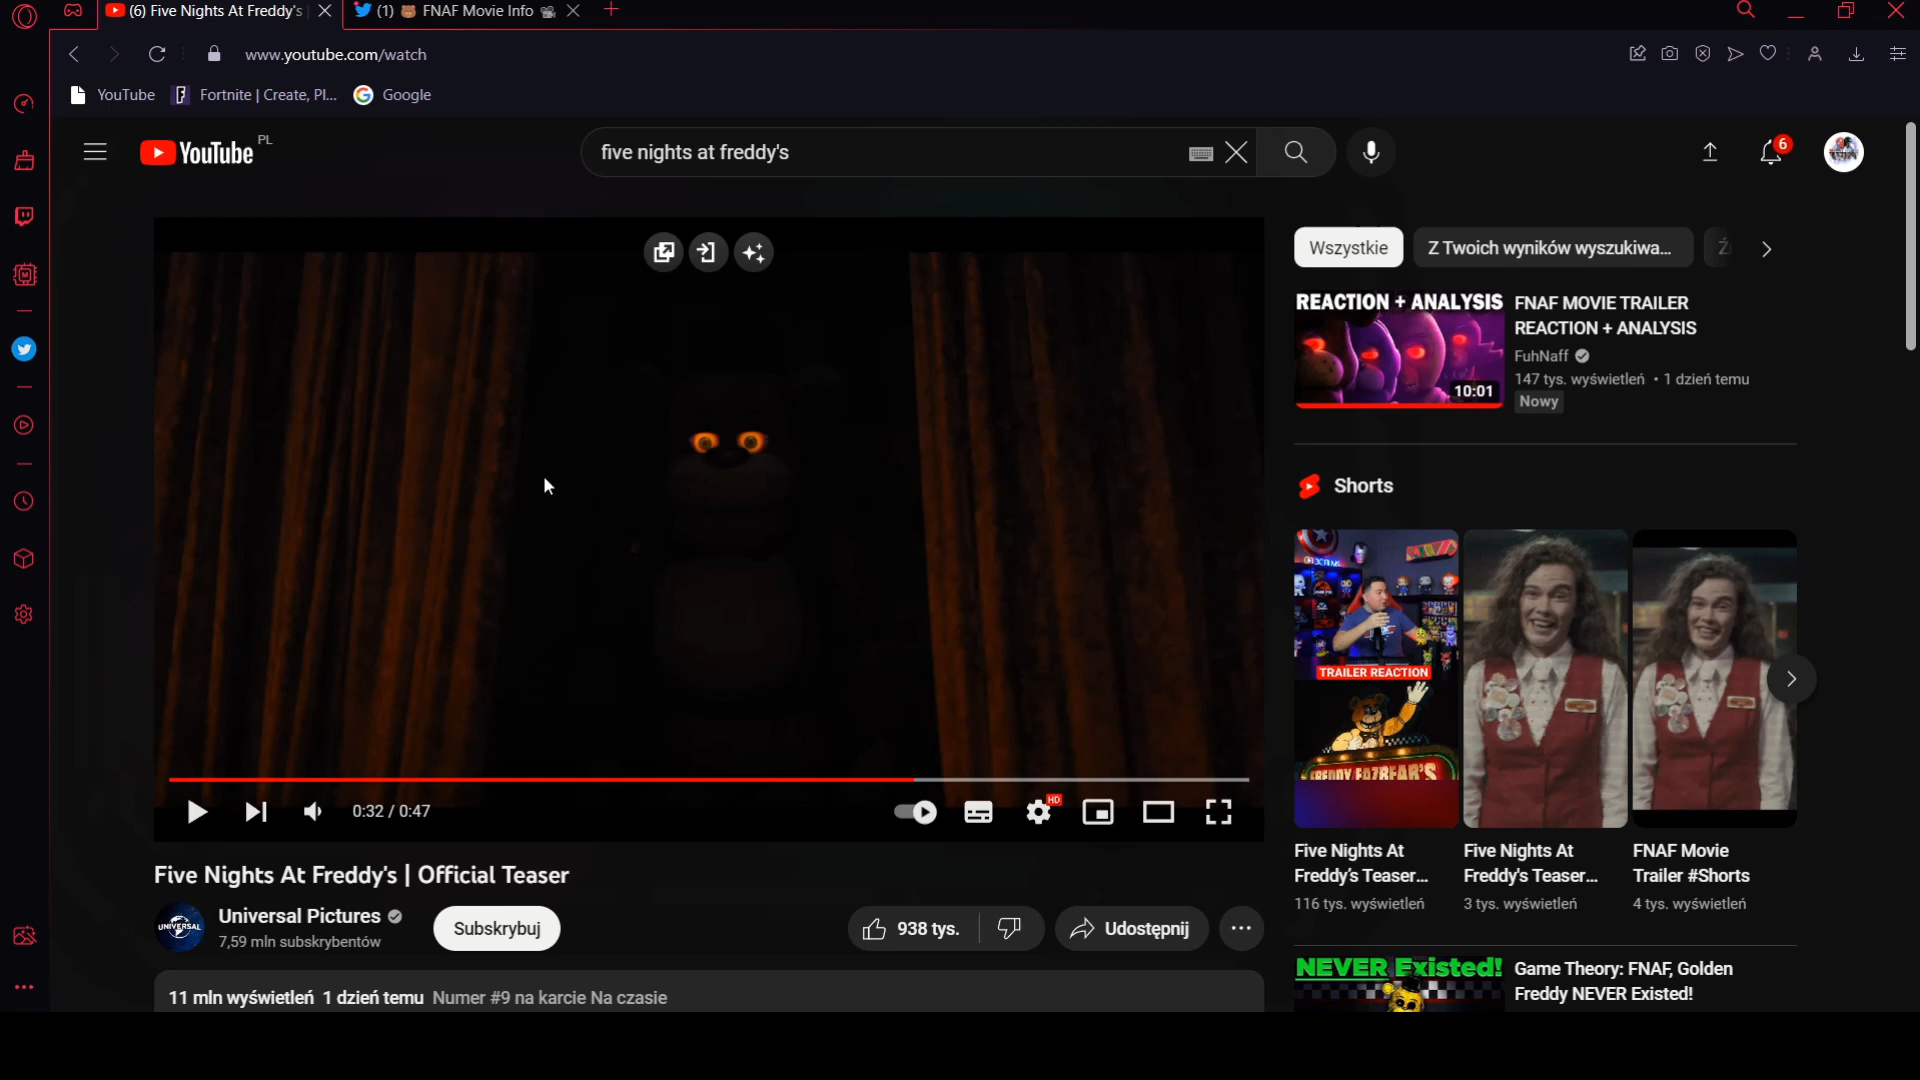 (6) Five Nights At Freddy's
(1) 🐻 FNAF Movie Info 📽
www.youtube.com/watch
YouTube
Fortnite | Create, Pl...
Google
YouTube PL
five nights at freddy's
6
Wszystkie
Z Twoich wyników wyszukiwa...
REACTION + ANALYSIS
10:01
FNAF MOVIE TRAILER
REACTION + ANALYSIS
FuhNaff
147 tys. wyświetleń • 1 dzień temu
Nowy
Shorts
TRAILER REACTION
FREDDY FAZBEAR'S
Five Nights At
Freddy's Teaser...
116 tys. wyświetleń
Five Nights At
Freddy's Teaser...
3 tys. wyświetleń
FNAF Movie
Trailer #Shorts
4 tys. wyświetleń
0:32 / 0:47
HD
Five Nights At Freddy's | Official Teaser
UNIVERSAL
Universal Pictures
7,59 mln subskrybentów
Subskrybuj
938 tys.
Udostępnij
11 mln wyświetleń 1 dzień temu Numer #9 na karcie Na czasie
NEVER Existed!
Game Theory: FNAF, Golden
Freddy NEVER Existed!